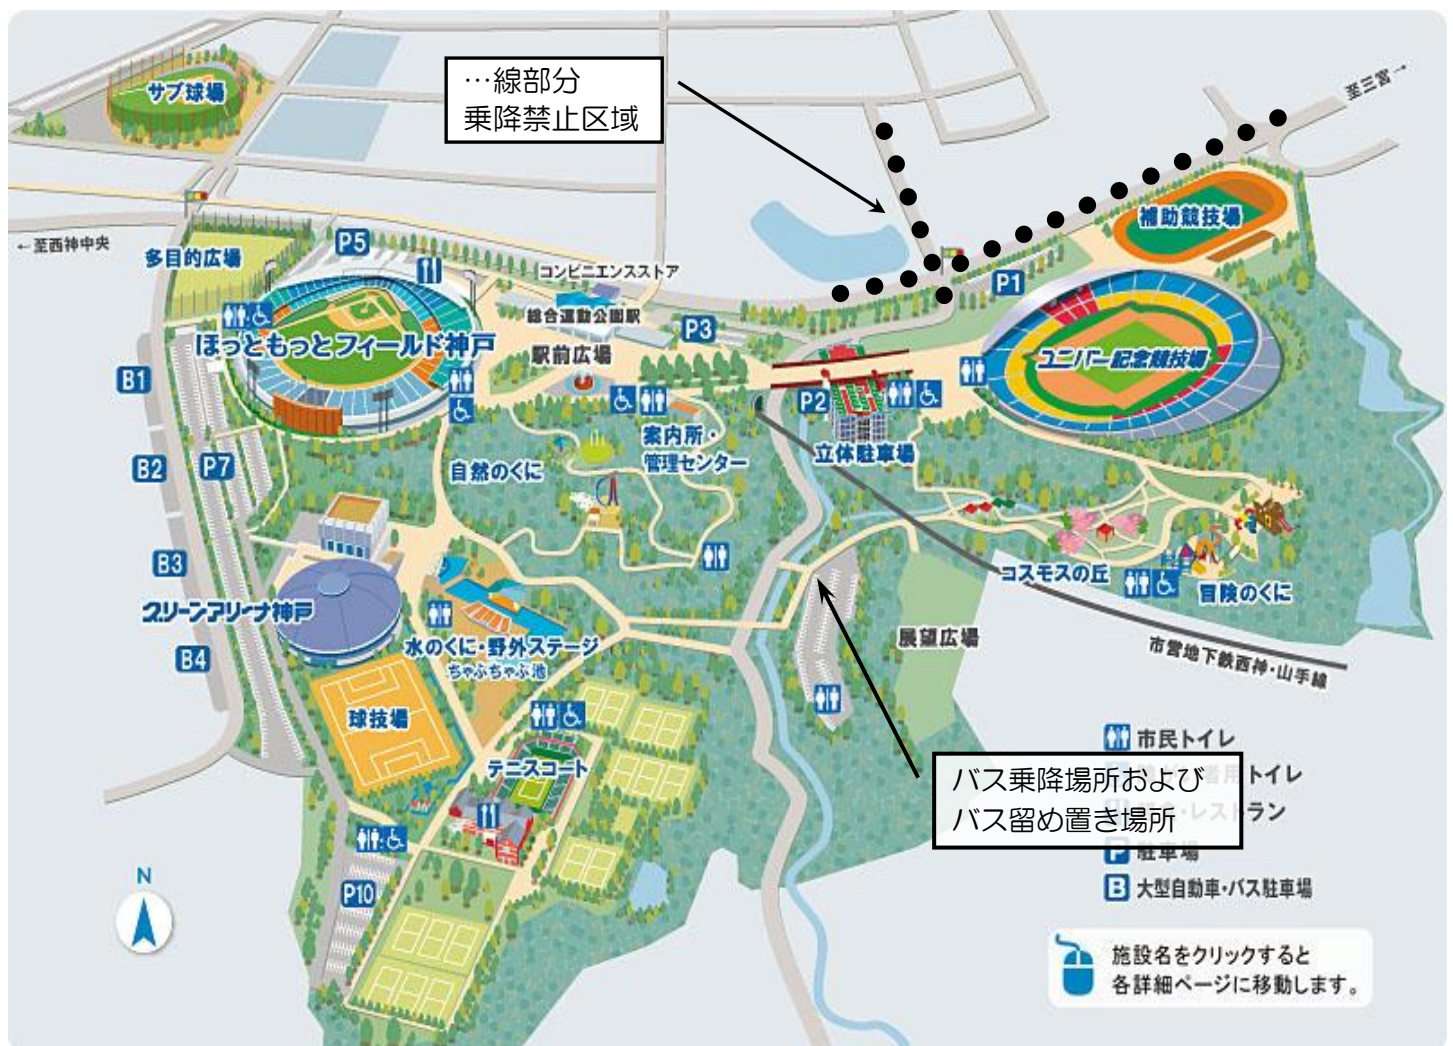 …線部分
乗降禁止区域
サブ球場
至三宮→
補助競技場
←至西神中央
多目的広場
P5
コンビニエンスストア
総合運動公園駅
P3
P1
ほっともっとフィールド神戸
駅前広場
ユニバー記念競技場
B1
P2
案内所・
管理センター
立体駐車場
B2
P7
自然のくに
B3
グリーンアリーナ神戸
コスモスの丘
冒険のくに
水のくに・野外ステージ
ちゃぷちゃぷ池
展望広場
市営地下鉄西神・山手線
B4
球技場
テニスコート
P10
バス乗降場所および
バス留め置き場所
市民トイレ
者用トイレ
・レストラン
P 駐車場
B 大型自動車・バス駐車場
N
施設名をクリックすると
各詳細ページに移動します。